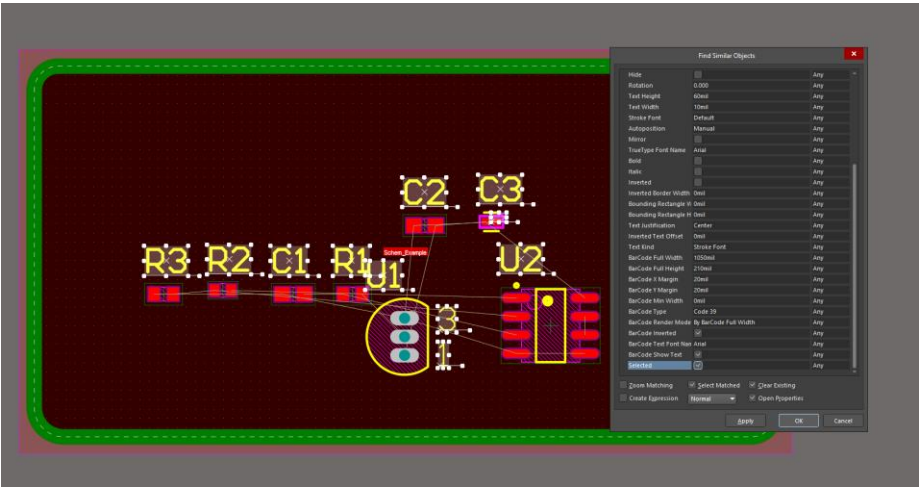 Find Similar Objects
Hide Any
Rotation 0.000 Any
Text Height 60mil Any
Text Width 10mil Any
Stroke Font Default Any
Autoposition Manual Any
Mirror Any
TrueType Font Name Arial Any
Bold Any
Italic Any
Inverted Any
Inverted Border Width 0mil Any
Bounding Rectangle W 0mil Any
Bounding Rectangle H 0mil Any
Text Justification Center Any
Inverted Text Offset 0mil Any
Text Kind Stroke Font Any
BarCode Full Width 1050mil Any
BarCode Full Height 210mil Any
BarCode X Margin 20mil Any
BarCode Y Margin 20mil Any
BarCode Min Width 0mil Any
BarCode Type Code 39 Any
BarCode Render Mode By BarCode Full Width Any
BarCode Inverted Any
BarCode Text Font Nan Arial Any
BarCode Show Text Any
Selected Any
Zoom Matching Select Matched Clear Existing
Create Expression Normal Open Properties
Apply OK Cancel
C2 C3
Schem_Example
R3 R2 C1 R1 U1 U2
3
1